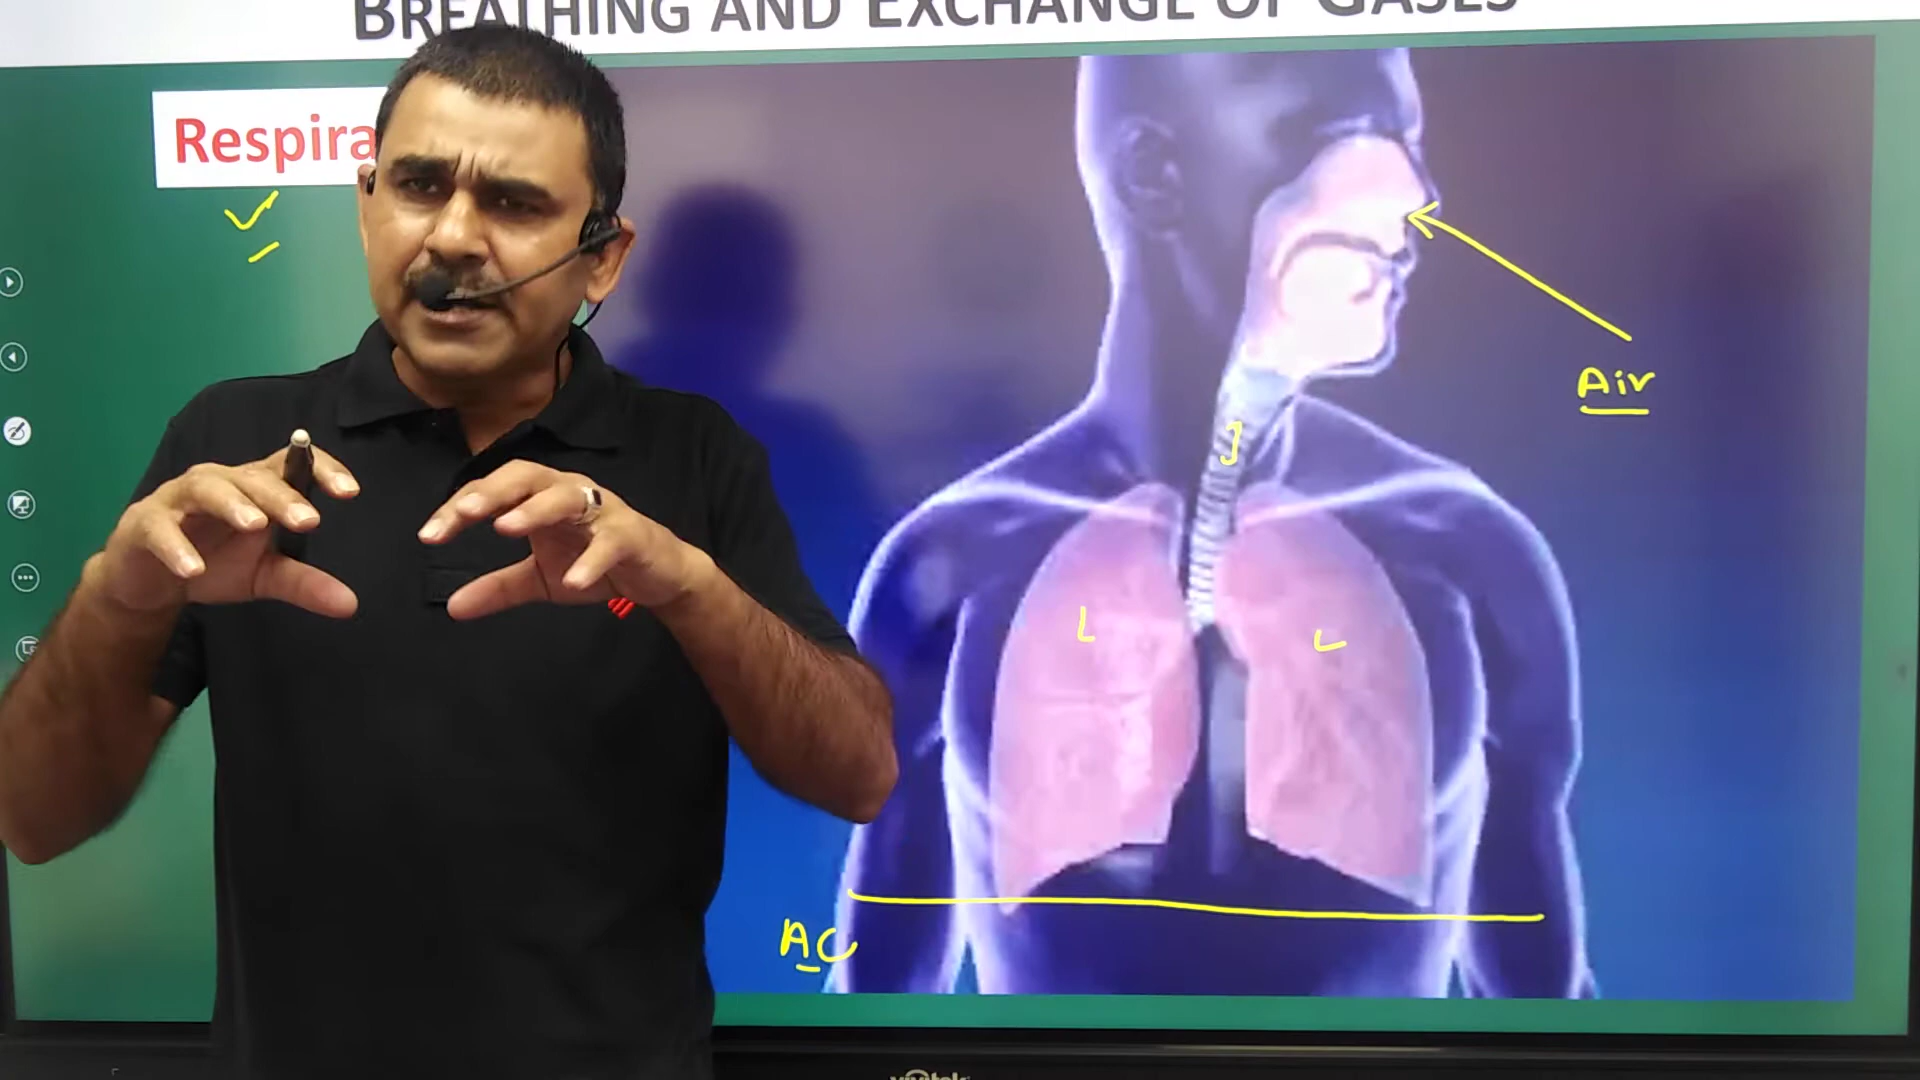 BREATHING AND EXCHANGE OF GASES
Respira
Air
L
L
AC